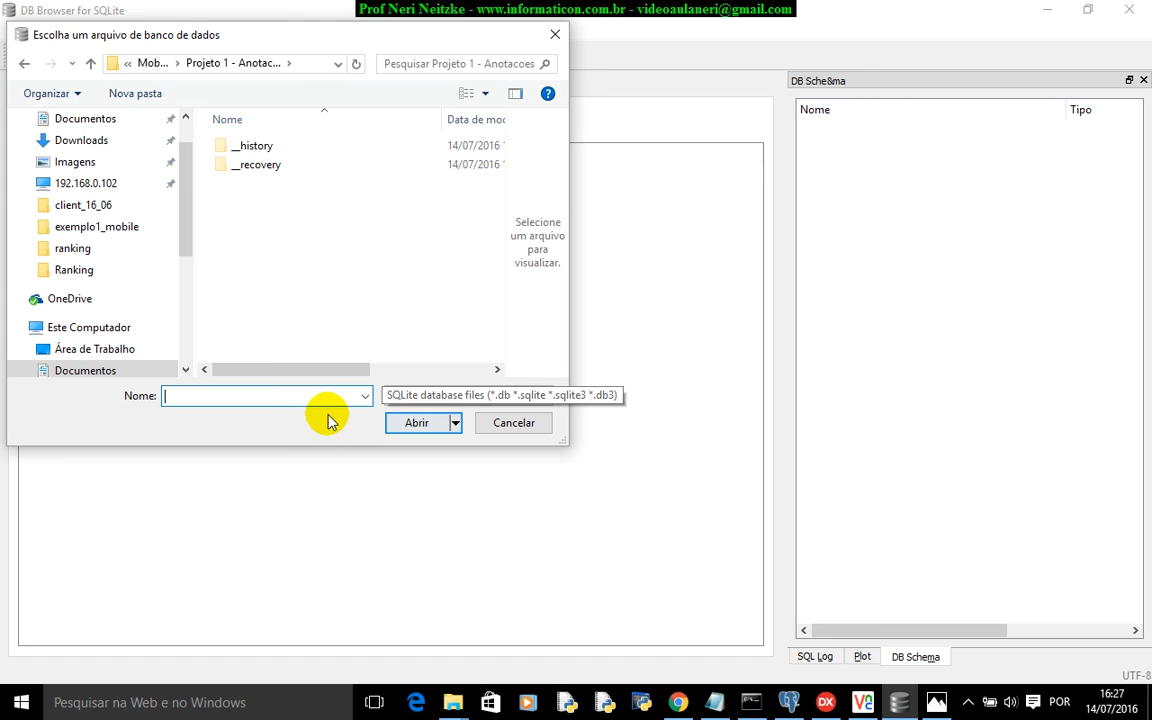 DB Browser for SQLite
Prof Neri Neitzke - www.informaticon.com.br - videoaulaneri@gmail.com
Escolha um arquivo de banco de dados
« Mob... › Projeto 1 - Anotac... ›
Pesquisar Projeto 1 - Anotacoes
Organizar
Nova pasta
DB Sche&ma
Nome
Tipo
Documentos
Downloads
Imagens
192.168.0.102
client_16_06
exemplo1_mobile
ranking
Ranking
OneDrive
Este Computador
Área de Trabalho
Documentos
Nome
Data de moc
__history
14/07/2016 1
__recovery
14/07/2016 1
Selecione
um arquivo
para
visualizar.
Nome:
SQLite database files (*.db *.sqlite *.sqlite3 *.db3)
Abrir
Cancelar
SQL Log
Plot
DB Schema
UTF-8
Pesquisar na Web e no Windows
POR
16:27
14/07/2016